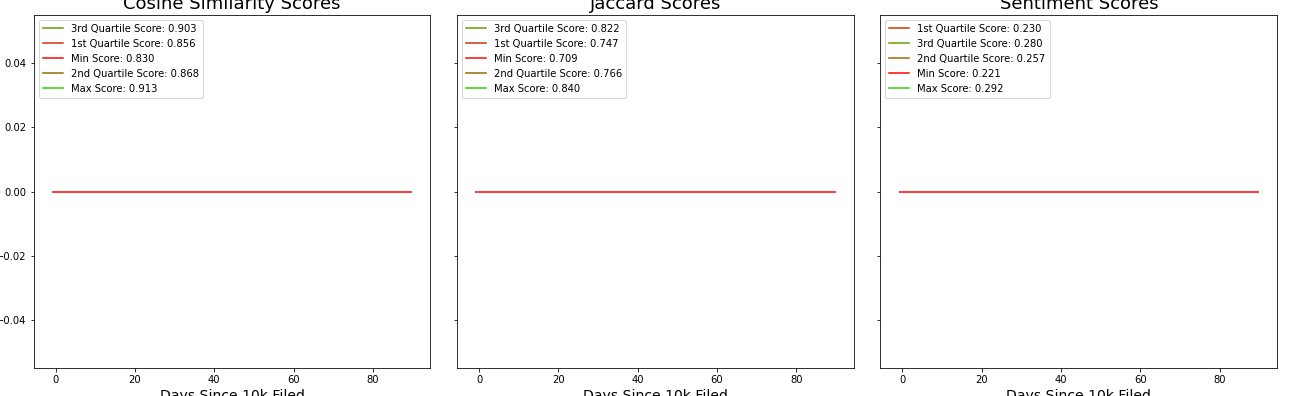 Cosine Similarity Scores
3rd Quartile Score: 0.903
1st Quartile Score: 0.856
Min Score: 0.830
2nd Quartile Score: 0.868
Max Score: 0.913
0.04
0.02
0.00
−0.02
−0.04
0 20 40 60 80
Days Since 10k Filed
Jaccard Scores
3rd Quartile Score: 0.822
1st Quartile Score: 0.747
Min Score: 0.709
2nd Quartile Score: 0.766
Max Score: 0.840
0 20 40 60 80
Days Since 10k Filed
Sentiment Scores
1st Quartile Score: 0.230
3rd Quartile Score: 0.280
2nd Quartile Score: 0.257
Min Score: 0.221
Max Score: 0.292
0 20 40 60 80
Days Since 10k Filed